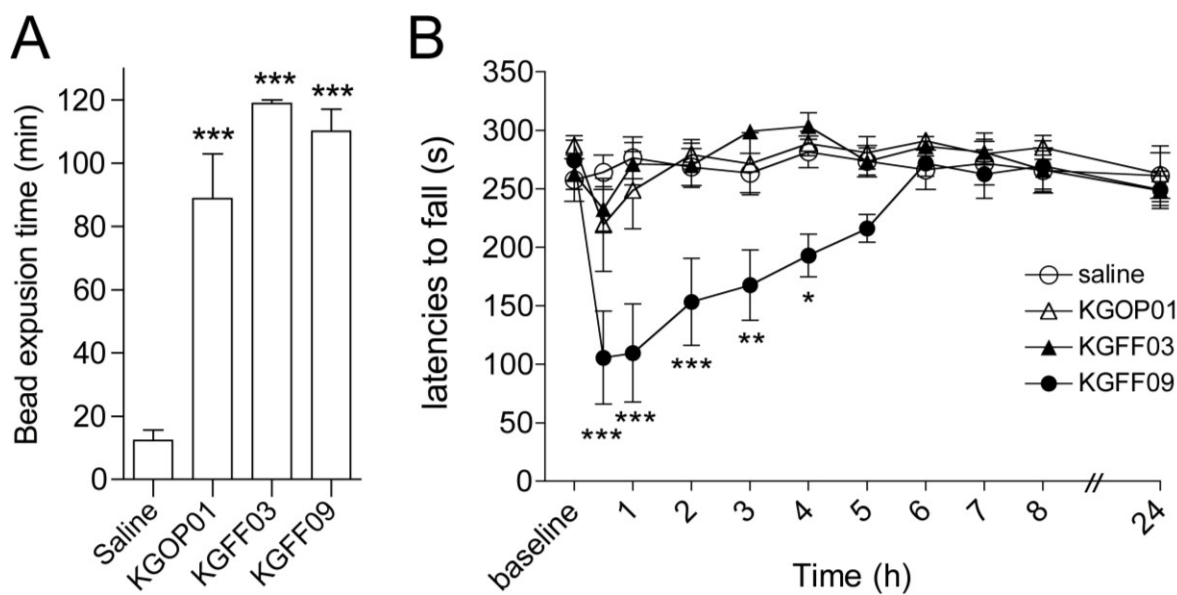 A
Bead expusion time (min)
120
100
80
60
40
20
0
***
***
***
Saline
KGOP01
KGFF03
KGFF09
B
latencies to fall (s)
350
300
250
200
150
100
50
0
***
***
***
**
*
saline
KGOP01
KGFF03
KGFF09
baseline
1
2
3
4
5
6
7
8
//
24
Time (h)